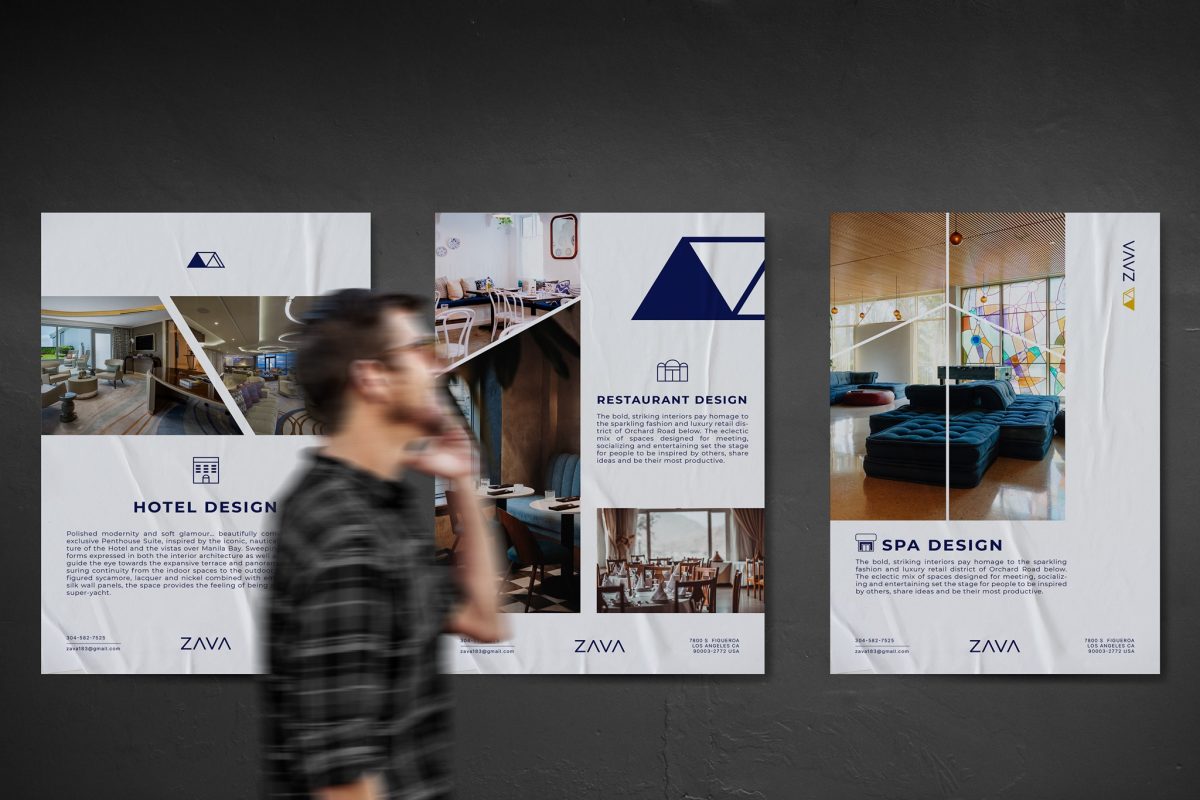 HOTEL DESIGN
Polished modernity and soft glamour... beautifully
exclusive Penthouse Suite, inspired by the iconic,
ture of the Hotel and the vistas over Manila Bay.
forms expressed in both the interior architecture as well
guide the eye towards the expansive terrace and
suring continuity from the indoor spaces to the
figured sycamore, lacquer and nickel combined with
silk wall panels, the space provides the feeling of being
super-yacht.
304-582-7525
zava183@gmail.com
ZAVA
RESTAURANT DESIGN
The bold, striking interiors pay homage to
the sparkling fashion and luxury retail dis-
trict of Orchard Road below. The eclectic
mix of spaces designed for meeting,
socializing and entertaining set the stage
for people to be inspired by others, share
ideas and be their most productive.
304-582-7525
zava183@gmail.com
ZAVA
7800 S FIGUEROA
LOS ANGELES CA
90003-2772 USA
ZAVA
SPA DESIGN
The bold, striking interiors pay homage to the sparkling
fashion and luxury retail district of Orchard Road below.
The eclectic mix of spaces designed for meeting, socializ-
ing and entertaining set the stage for people to be inspired
by others, share ideas and be their most productive.
304-582-7525
zava183@gmail.com
ZAVA
7800 S FIGUEROA
LOS ANGELES CA
90003-2772 USA